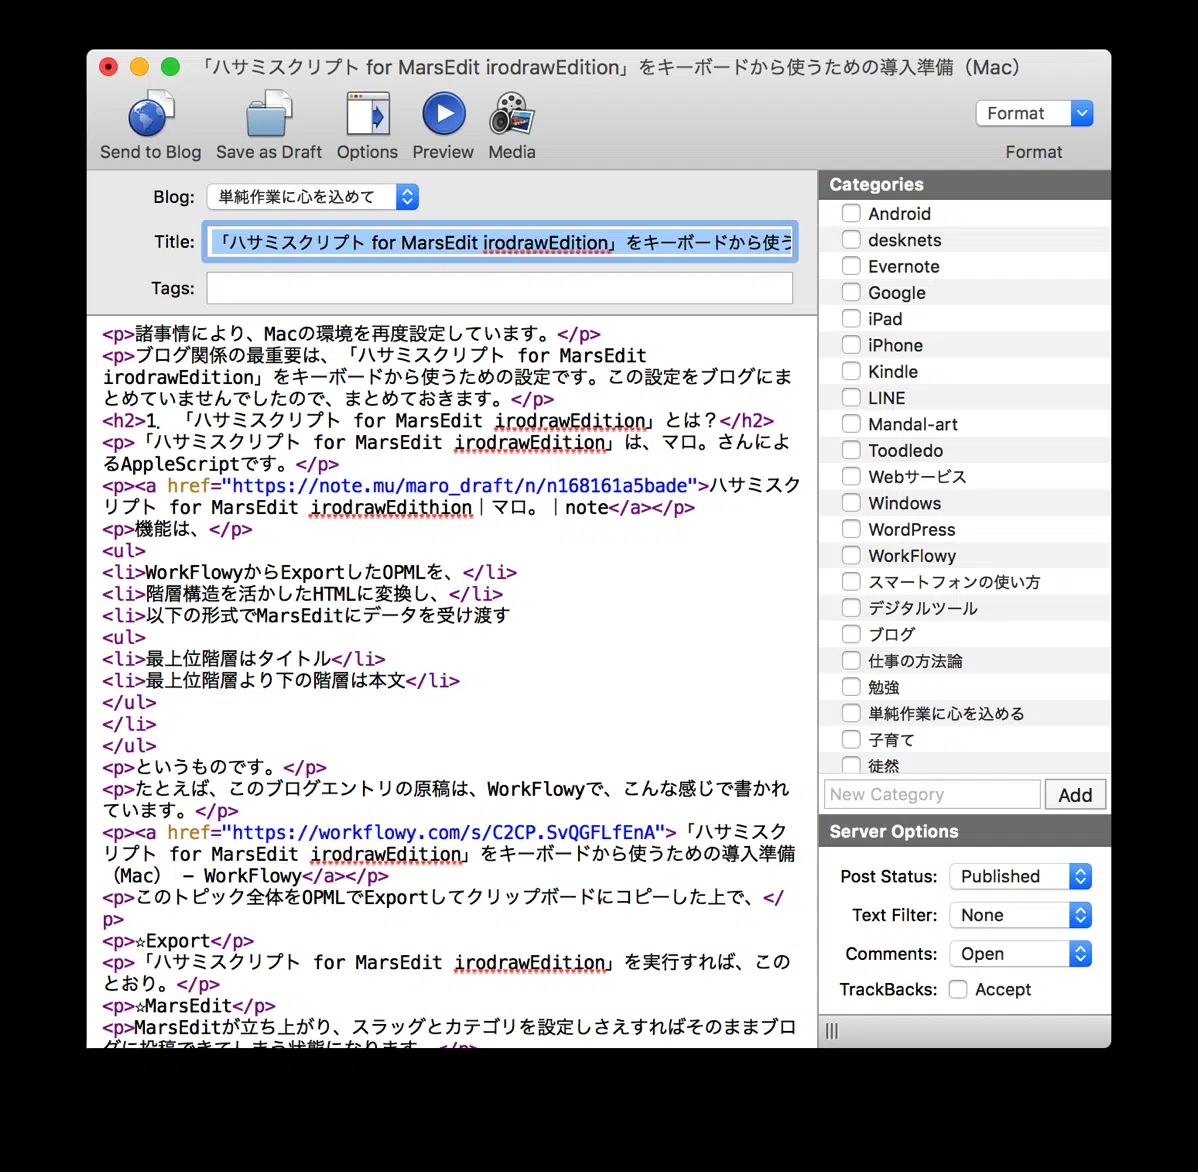 「ハサミスクリプト for MarsEdit irodrawEdition」をキーボードから使うための導入準備（Mac）
Send to Blog
Save as Draft
Options
Preview
Media
Format
Format
Blog:
単純作業に心を込めて
Title:
「ハサミスクリプト for MarsEdit irodrawEdition」をキーボードから使う
Tags:
<p>諸事情により、Macの環境を再度設定しています。</p>
<p>ブログ関係の最重要は、「ハサミスクリプト for MarsEdit
irodrawEdition」をキーボードから使うための設定です。この設定をブログにま
とめていませんでしたので、まとめておきます。</p>
<h2>1．「ハサミスクリプト for MarsEdit irodrawEdition」とは？</h2>
<p>「ハサミスクリプト for MarsEdit irodrawEdition」は、マロ。さんによ
るAppleScriptです。</p>
<p><a href="https://note.mu/maro_draft/n/n168161a5bade">ハサミスク
リプト for MarsEdit irodrawEdithion｜マロ。｜note</a></p>
<p>機能は、</p>
<ul>
<li>WorkFlowyからExportしたOPMLを、</li>
<li>階層構造を活かしたHTMLに変換し、</li>
<li>以下の形式でMarsEditにデータを受け渡す
<ul>
<li>最上位階層はタイトル</li>
<li>最上位階層より下の階層は本文</li>
</ul>
</li>
</ul>
<p>というものです。</p>
<p>たとえば、このブログエントリの原稿は、WorkFlowyで、こんな感じで書かれ
ています。</p>
<p><a href="https://workflowy.com/s/C2CP.SvQGFLfEnA">「ハサミスク
リプト for MarsEdit irodrawEdition」をキーボードから使うための導入準備
（Mac） - WorkFlowy</a></p>
<p>このトピック全体をOPMLでExportしてクリップボードにコピーした上で、</
p>
<p>☆Export</p>
<p>「ハサミスクリプト for MarsEdit irodrawEdition」を実行すれば、この
とおり。</p>
<p>☆MarsEdit</p>
<p>MarsEditが立ち上がり、スラッグとカテゴリを設定しさえすればそのままブロ
グに投稿できてしまう状態になります。</p>
Categories
Android
desknets
Evernote
Google
iPad
iPhone
Kindle
LINE
Mandal-art
Toodledo
Webサービス
Windows
WordPress
WorkFlowy
スマートフォンの使い方
デジタルツール
ブログ
仕事の方法論
勉強
単純作業に心を込める
子育て
徒然
New Category
Add
Server Options
Post Status:
Published
Text Filter:
None
Comments:
Open
TrackBacks:
Accept